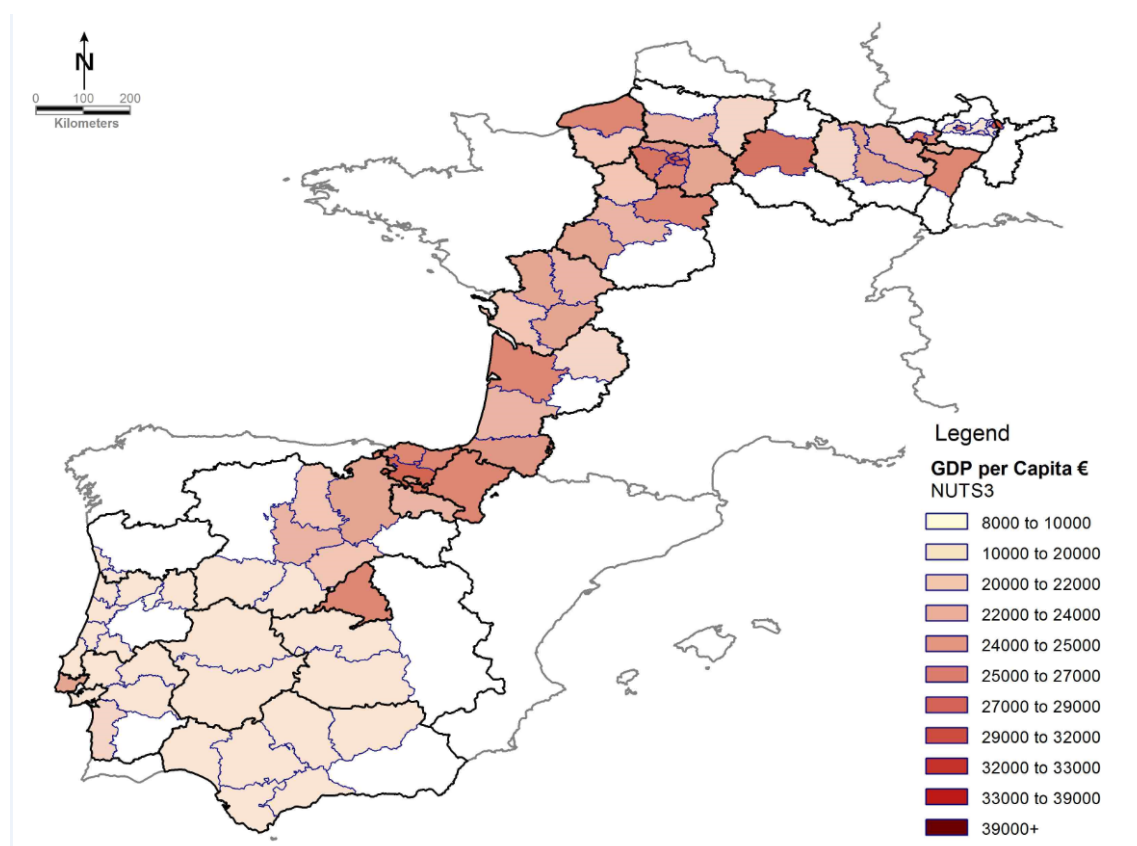 N
0 100 200
Kilometers
Legend
GDP per Capita €
NUTS3
8000 to 10000
10000 to 20000
20000 to 22000
22000 to 24000
24000 to 25000
25000 to 27000
27000 to 29000
29000 to 32000
32000 to 33000
33000 to 39000
39000+